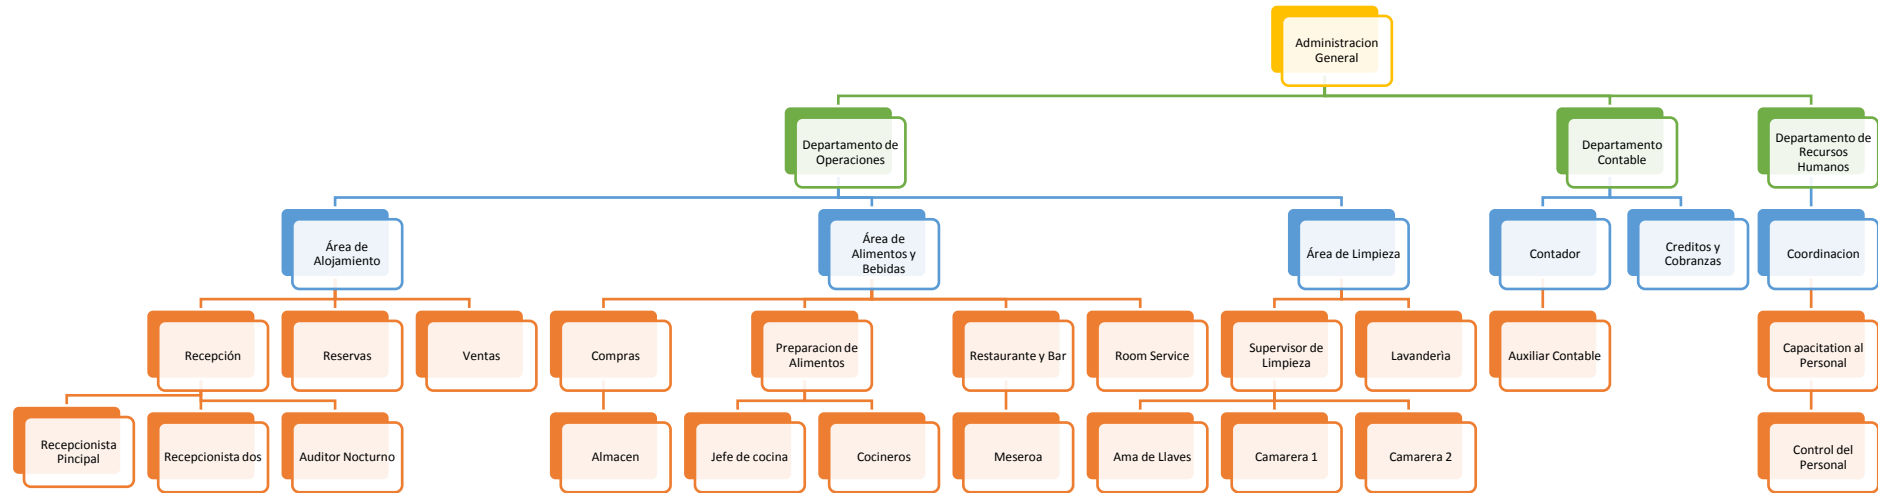 Administracion
General
Departamento de
Operaciones
Departamento
Contable
Departamento de
Recursos
Humanos
Área de
Alojamiento
Área de
Alimentos y
Bebidas
Área de Limpieza
Contador
Creditos y
Cobranzas
Coordinacion
Recepción
Reservas
Ventas
Compras
Preparacion de
Alimentos
Restaurante y Bar
Room Service
Supervisor de
Limpieza
Lavanderìa
Auxiliar Contable
Capacitation al
Personal
Recepcionista
Pincipal
Recepcionista dos
Auditor Nocturno
Almacen
Jefe de cocina
Cocineros
Meseroa
Ama de Llaves
Camarera 1
Camarera 2
Control del
Personal